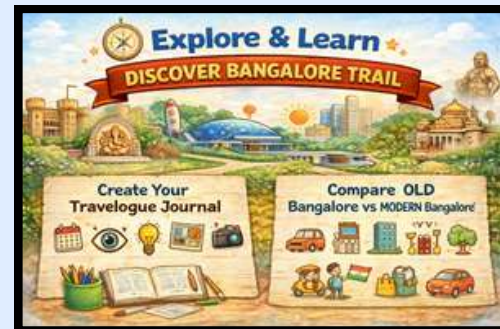 Explore & Learn
DISCOVER BANGALORE TRAIL
Create Your
Travelogue Journal
Compare OLD
Bangalore vs MODERN Bangalore